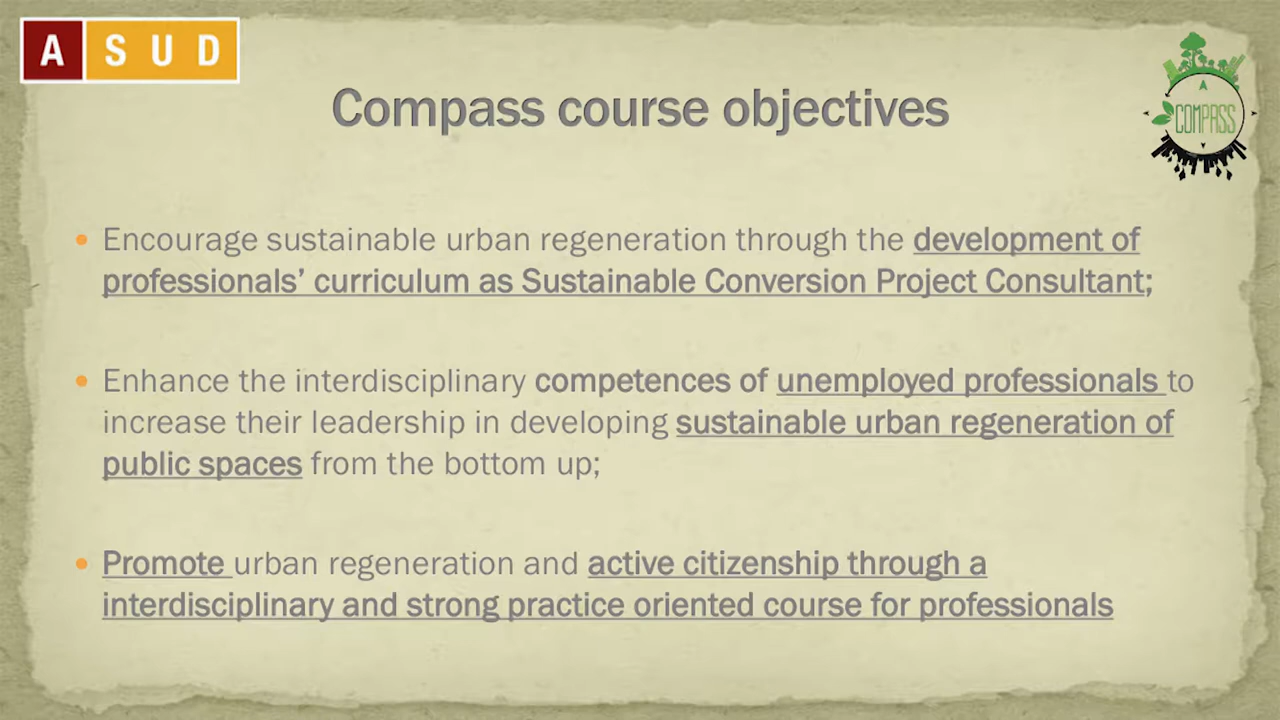 A SUD
Compass course objectives
COMPASS
• Encourage sustainable urban regeneration through the development of
professionals’ curriculum as Sustainable Conversion Project Consultant;
• Enhance the interdisciplinary competences of unemployed professionals to
increase their leadership in developing sustainable urban regeneration of
public spaces from the bottom up;
• Promote urban regeneration and active citizenship through a
interdisciplinary and strong practice oriented course for professionals